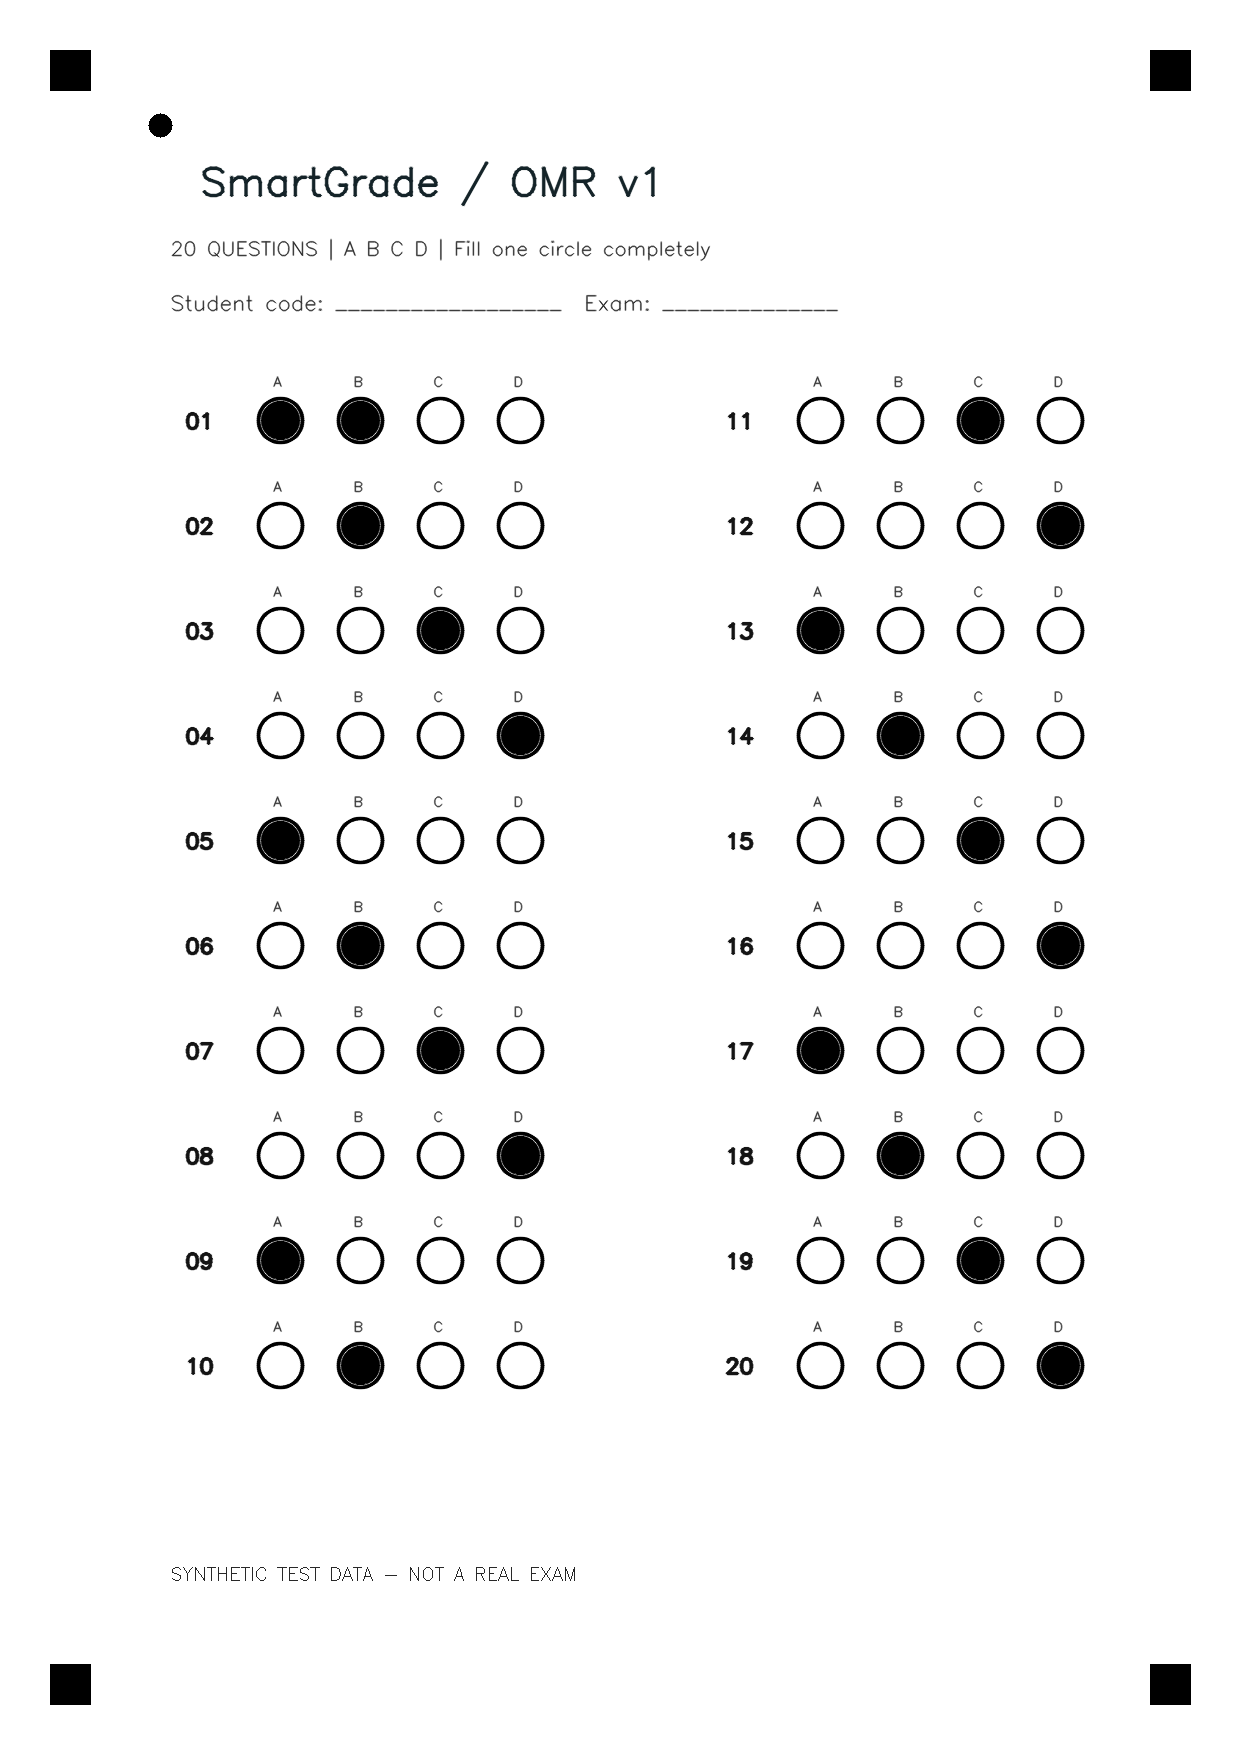 SmartGrade / OMR v1
20 QUESTIONS | A B C D | Fill one circle completely
Student code: __________________ Exam: ______________
A B C D
01
A B C D
02
A B C D
03
A B C D
04
A B C D
05
A B C D
06
A B C D
07
A B C D
08
A B C D
09
A B C D
10
A B C D
11
A B C D
12
A B C D
13
A B C D
14
A B C D
15
A B C D
16
A B C D
17
A B C D
18
A B C D
19
A B C D
20
SYNTHETIC TEST DATA — NOT A REAL EXAM